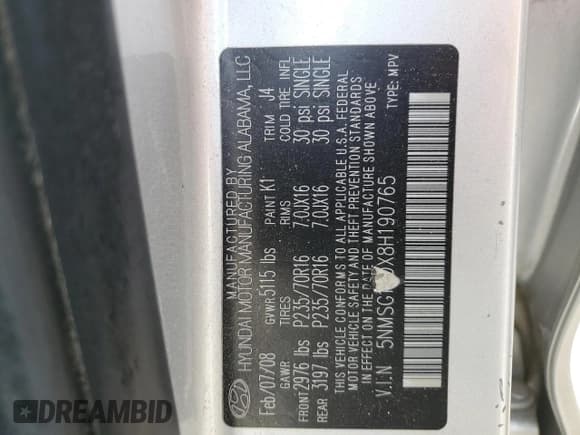 MANUFACTURED BY
HYUNDAI MOTOR MANUFACTURING ALABAMA, LLC
Feb/07/08 GVWR 5115 lbs PAINT K1 TRIM J4
GAWR TIRES RIMS COLD TIRE INFL
FRONT 2976 lbs P235/70R16 7.0JX16 30 psi SINGLE
REAR 3197 lbs P235/70R16 7.0JX16 30 psi SINGLE
THIS VEHICLE CONFORMS TO ALL APPLICABLE U.S.A. FEDERAL
MOTOR VEHICLE SAFETY AND THEFT PREVENTION STANDARDS
IN EFFECT ON THE DATE OF MANUFACTURE SHOWN ABOVE
V.I.N TYPE: MPV
DREAMBID